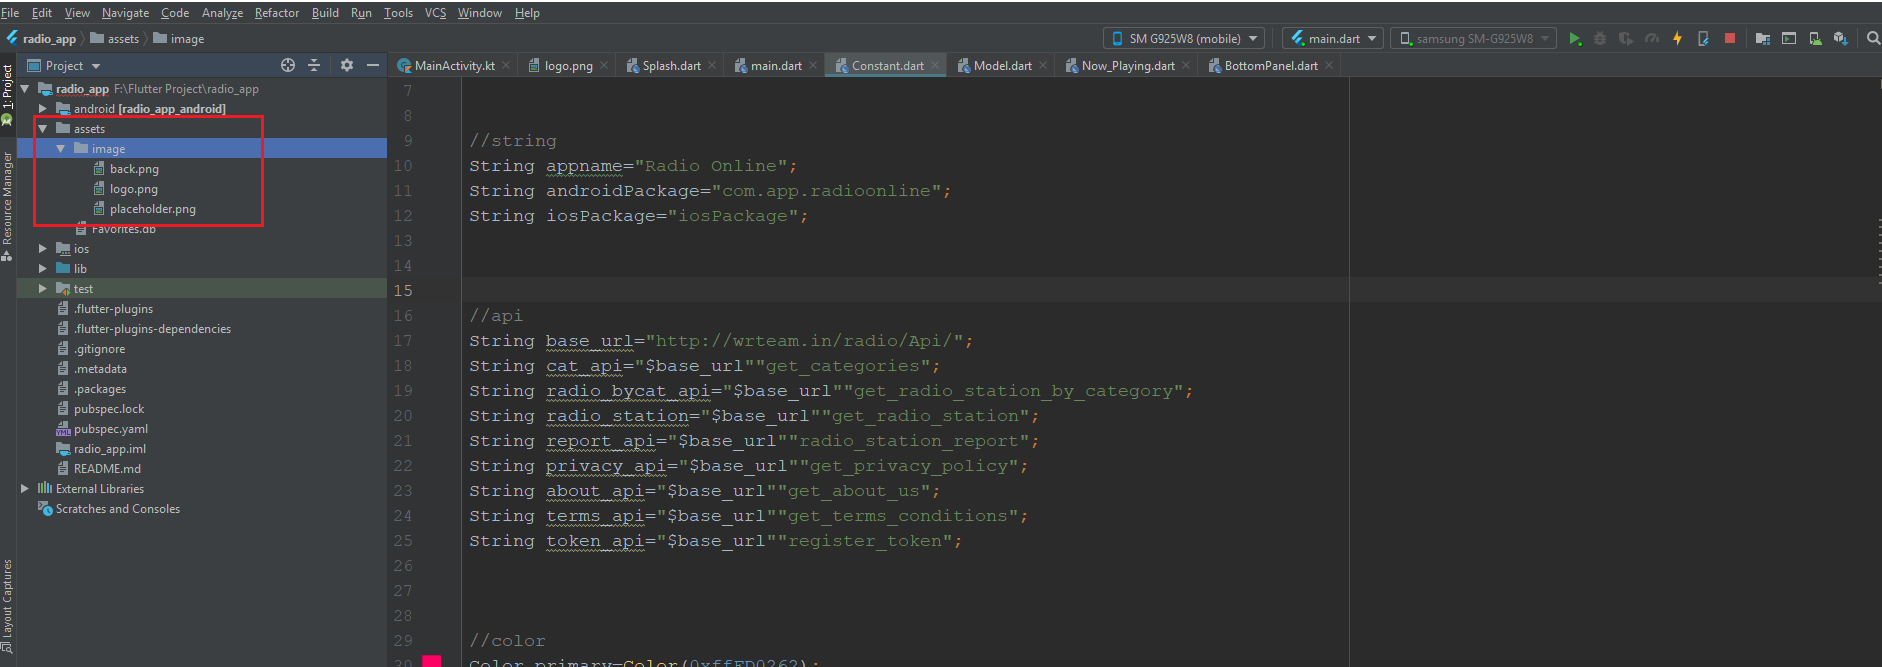 File Edit View Navigate Code Analyze Refactor Build Run Tools VCS Window Help
radio_app assets image SM G925W8 (mobile) main.dart samsung SM-G925W8
Project MainActivity.kt logo.png Splash.dart main.dart Constant.dart Model.dart Now_Playing.dart BottomPanel.dart
1: Project
Resource Manager
Layout Captures
radio_app F:\Flutter Project\radio_app
android [radio_app_android]
assets
image
back.png
logo.png
placeholder.png
Favorites.db
ios
lib
test
.flutter-plugins
.flutter-plugins-dependencies
.gitignore
.metadata
.packages
pubspec.lock
pubspec.yaml
radio_app.iml
README.md
External Libraries
Scratches and Consoles
7
8
9 //string
10 String appname="Radio Online";
11 String androidPackage="com.app.radioonline";
12 String iosPackage="iosPackage";
13
14
15
16 //api
17 String base_url="http://wrteam.in/radio/Api/";
18 String cat_api="$base_url""get_categories";
19 String radio_bycat_api="$base_url""get_radio_station_by_category";
20 String radio_station="$base_url""get_radio_station";
21 String report_api="$base_url""radio_station_report";
22 String privacy_api="$base_url""get_privacy_policy";
23 String about_api="$base_url""get_about_us";
24 String terms_api="$base_url""get_terms_conditions";
25 String token_api="$base_url""register_token";
26
27
28
29 //color
30 Color primary=Color(0xffFD0262);